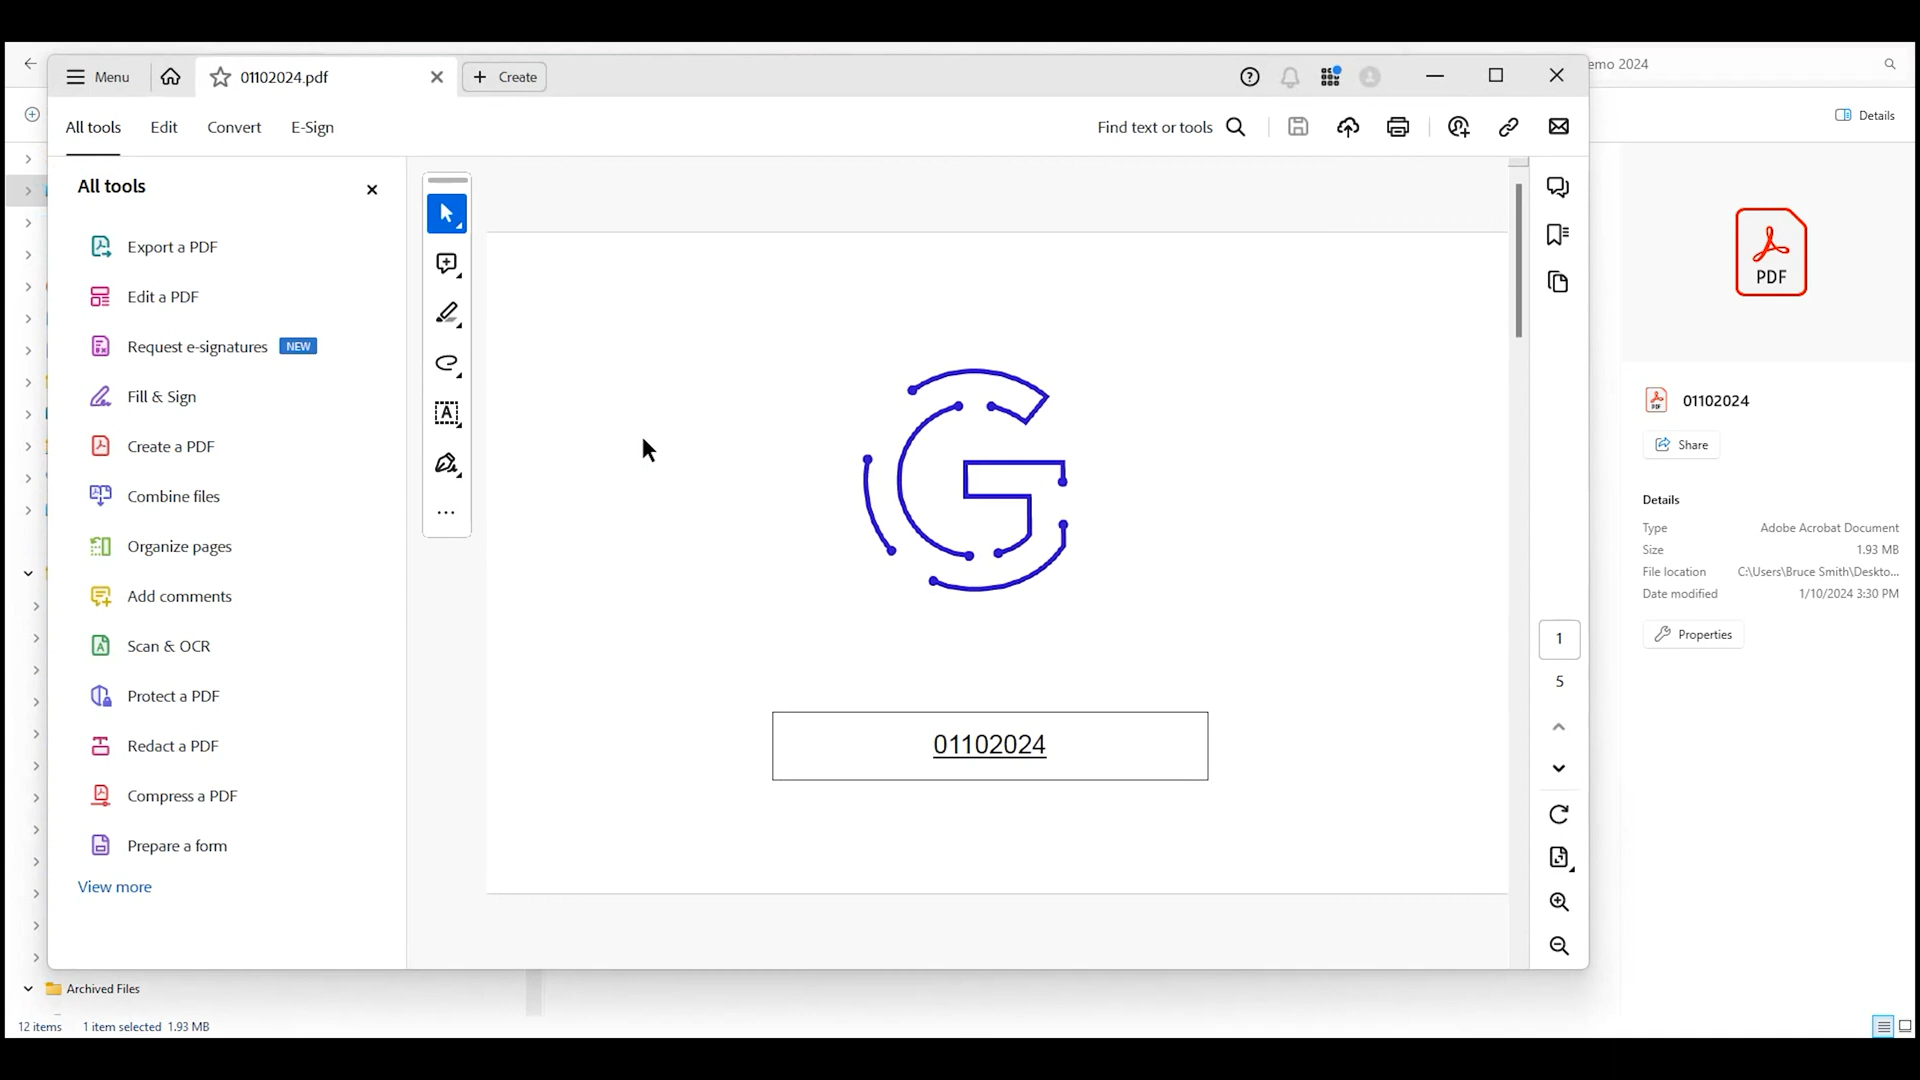 emo 2024
Menu
01102024.pdf
Create
All tools
Edit
Convert
E-Sign
Find text or tools
Details
All tools
Export a PDF
Edit a PDF
Request e-signatures NEW
Fill & Sign
Create a PDF
Combine files
Organize pages
Add comments
Scan & OCR
Protect a PDF
Redact a PDF
Compress a PDF
Prepare a form
View more
A
G
01102024
1
5
PDF
01102024
Share
Details
Type Adobe Acrobat Document
Size 1.93 MB
File location C:\Users\Bruce Smith\Deskto...
Date modified 1/10/2024 3:30 PM
Properties
Archived Files
12 items 1 item selected 1.93 MB